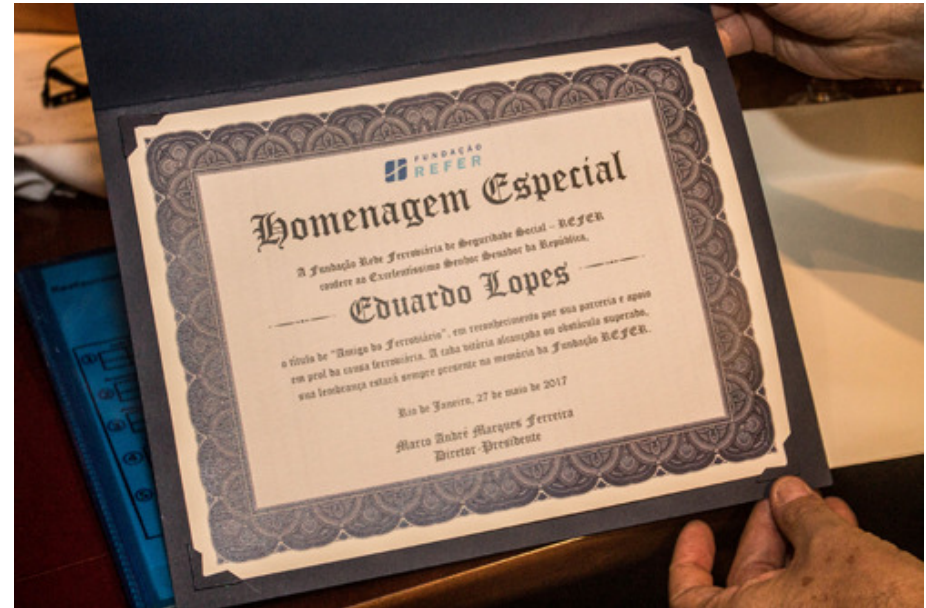 FUNDAÇÃO
REFER
Homenagem Especial
A Fundação Rede Ferroviária de Seguridade Social – REFER
confere ao Excelentíssimo Senhor Senador da República,
Eduardo Lopes
o título de "Amigo do Ferroviário", em reconhecimento por sua parceria e apoio
em prol da causa ferroviária. A cada vitória alcançada ou obstáculo superado,
sua lembrança estará sempre presente na memória da Fundação REFER.
Rio de Janeiro, 27 de maio de 2017
Marco André Marques Ferreira
Diretor-Presidente